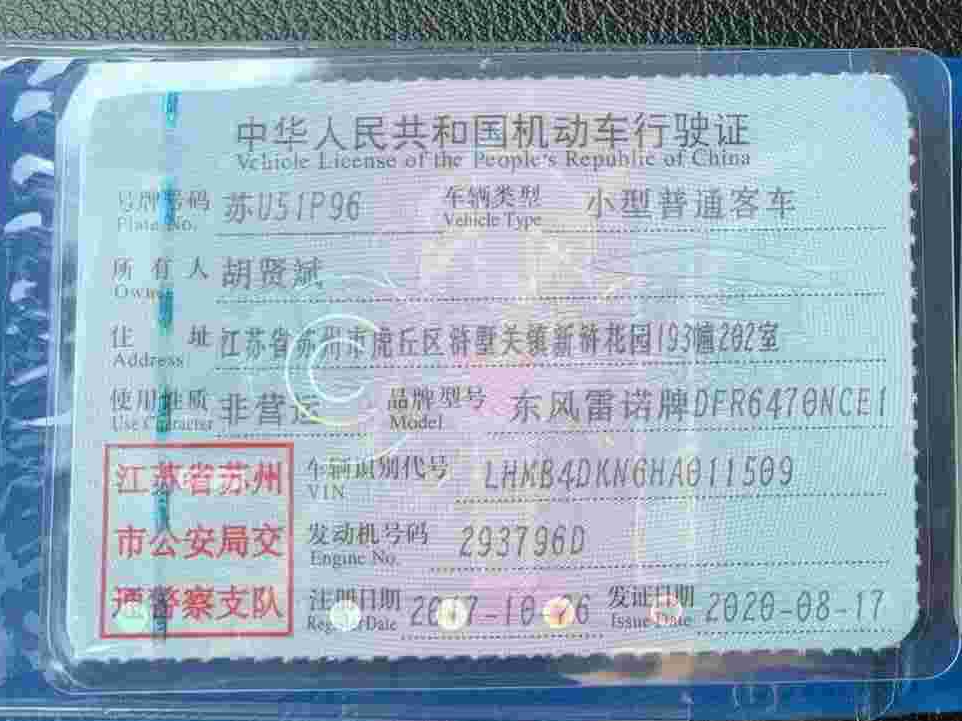 中华人民共和国机动车行驶证
Vehicle License of the People's Republic of China
号牌号码 苏U51P96 车辆类型 小型普通客车
Plate No. Vehicle Type
所有人 胡贤斌
Owner
住址 江苏省苏州市虎丘区浒墅关镇新浒花园193幢202室
Address
使用性质 非营运 品牌型号 东风雷诺牌DFR6470NCE1
Use Character Model
江苏省苏州 车辆识别代号 LHKB4DKN6HA011509
VIN
市公安局交 发动机号码 293796D
Engine No.
通警察支队 注册日期 2017-10-26 发证日期 2020-08-17
Register Date Issue Date